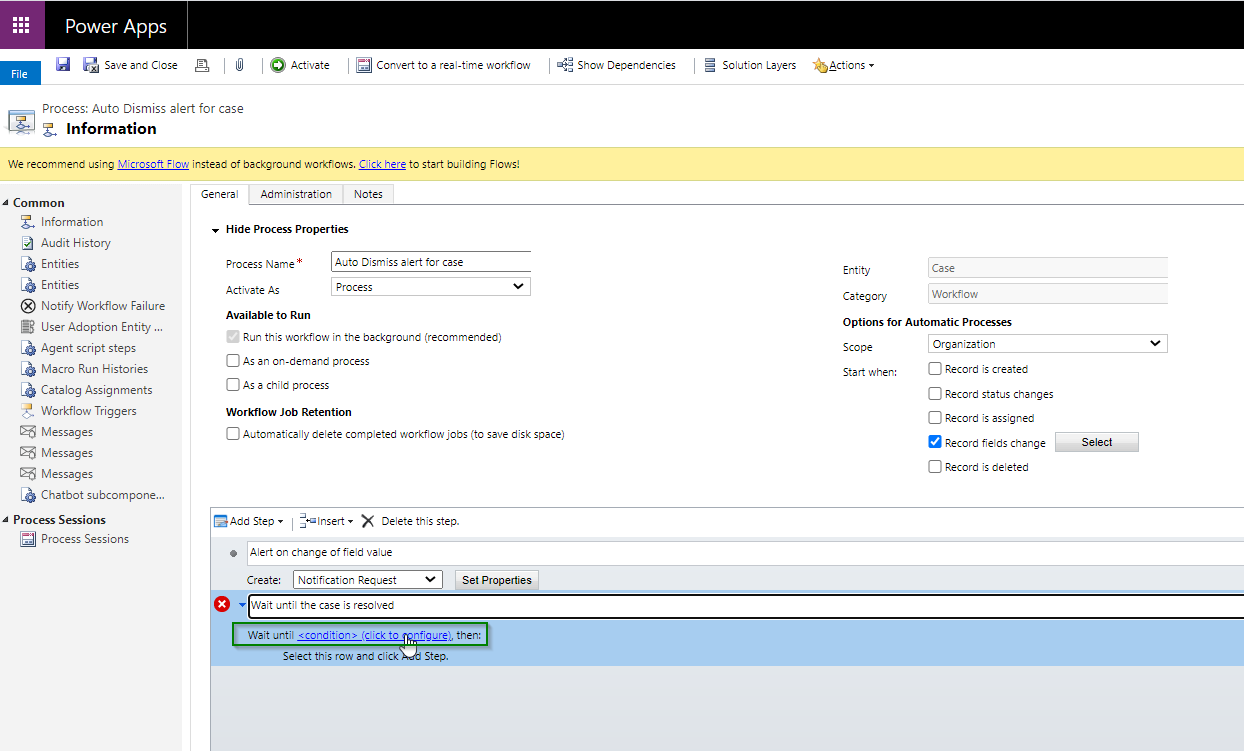 Power Apps
File
Save and Close
Activate
Convert to a real-time workflow
Show Dependencies
Solution Layers
Actions
Process: Auto Dismiss alert for case
Information
We recommend using Microsoft Flow instead of background workflows. Click here to start building Flows!
Common
Information
Audit History
Entities
Entities
Notify Workflow Failure
User Adoption Entity ...
Agent script steps
Macro Run Histories
Catalog Assignments
Workflow Triggers
Messages
Messages
Messages
Chatbot subcompone...
Process Sessions
Process Sessions
General
Administration
Notes
Hide Process Properties
Process Name*
Auto Dismiss alert for case
Activate As
Process
Available to Run
Run this workflow in the background (recommended)
As an on-demand process
As a child process
Workflow Job Retention
Automatically delete completed workflow jobs (to save disk space)
Entity
Case
Category
Workflow
Options for Automatic Processes
Scope
Organization
Start when:
Record is created
Record status changes
Record is assigned
Record fields change
Select
Record is deleted
Add Step
Insert
Delete this step.
Alert on change of field value
Create:
Notification Request
Set Properties
Wait until the case is resolved
Wait until <condition> (click to configure), then:
Select this row and click Add Step.